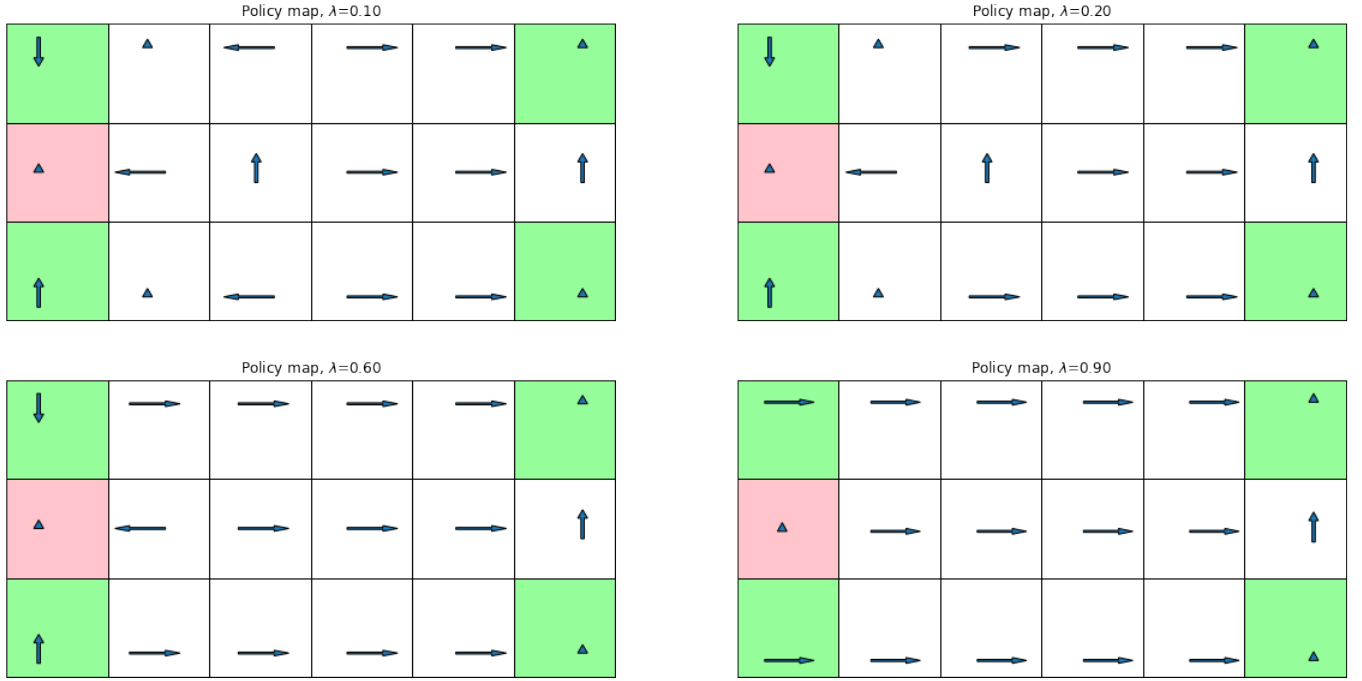 Policy map, λ=0.10
Policy map, λ=0.20
Policy map, λ=0.60
Policy map, λ=0.90